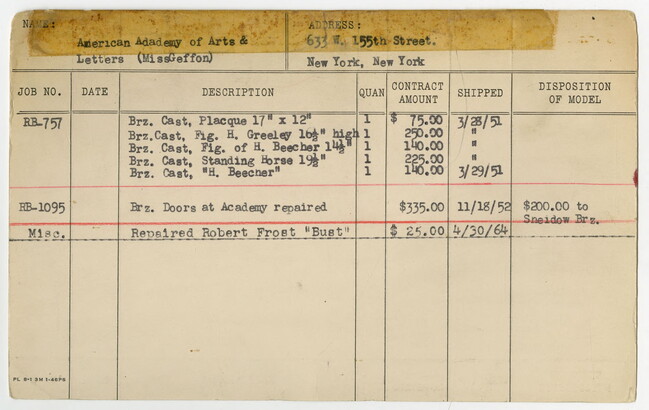 NAME: ADDRESS:
American Adademy of Arts & 633 W. 155th Street.
Letters (MissGeffon) New York, New York
JOB NO. DATE DESCRIPTION QUAN CONTRACT AMOUNT SHIPPED DISPOSITION OF MODEL
RB-757 Brz. Cast, Placque 17" x 12" 1 $ 75.00 3/28/51
Brz.Cast, Fig. H. Greeley 16½" high 1 250.00 "
Brz. Cast, Fig. of H. Beecher 14½" 1 140.00 "
Brz. Cast, Standing Horse 19½" 1 225.00 "
Brz. Cast, "H. Beecher" 1 140.00 3/29/51
RB-1095 Brz. Doors at Academy repaired $335.00 11/18/52 $200.00 to
Sneidow Brz.
Misc. Repaired Robert Frost "Bust" $ 25.00 4/30/64